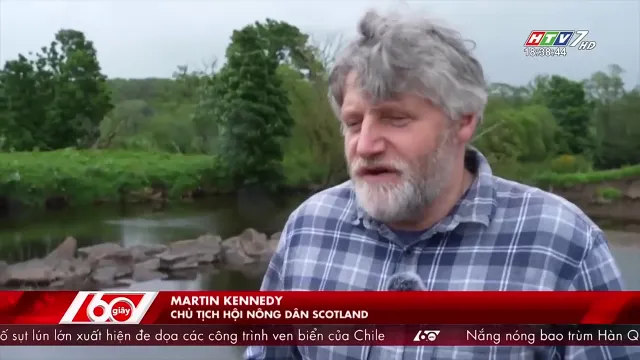 HTV7 HD
18:38:44
60 giây
MARTIN KENNEDY
CHỦ TỊCH HỘI NÔNG DÂN SCOTLAND
ố sụt lún lớn xuất hiện đe dọa các công trình ven biển của Chile 60 Nắng nóng bao trùm Hàn Q